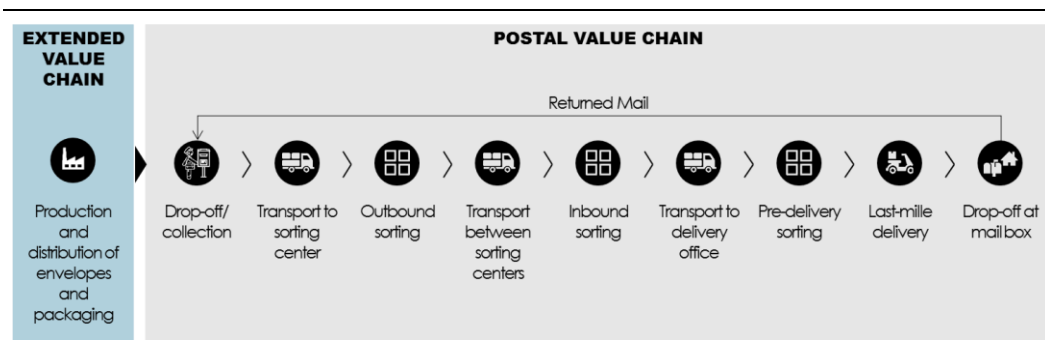 EXTENDED
VALUE
CHAIN
POSTAL VALUE CHAIN
Returned Mail
Production
and
distribution of
envelopes
and
packaging
Drop-off/
collection
Transport to
sorting
center
Outbound
sorting
Transport
between
sorting
centers
Inbound
sorting
Transport to
delivery
office
Pre-delivery
sorting
Last-mille
delivery
Drop-off at
mail box